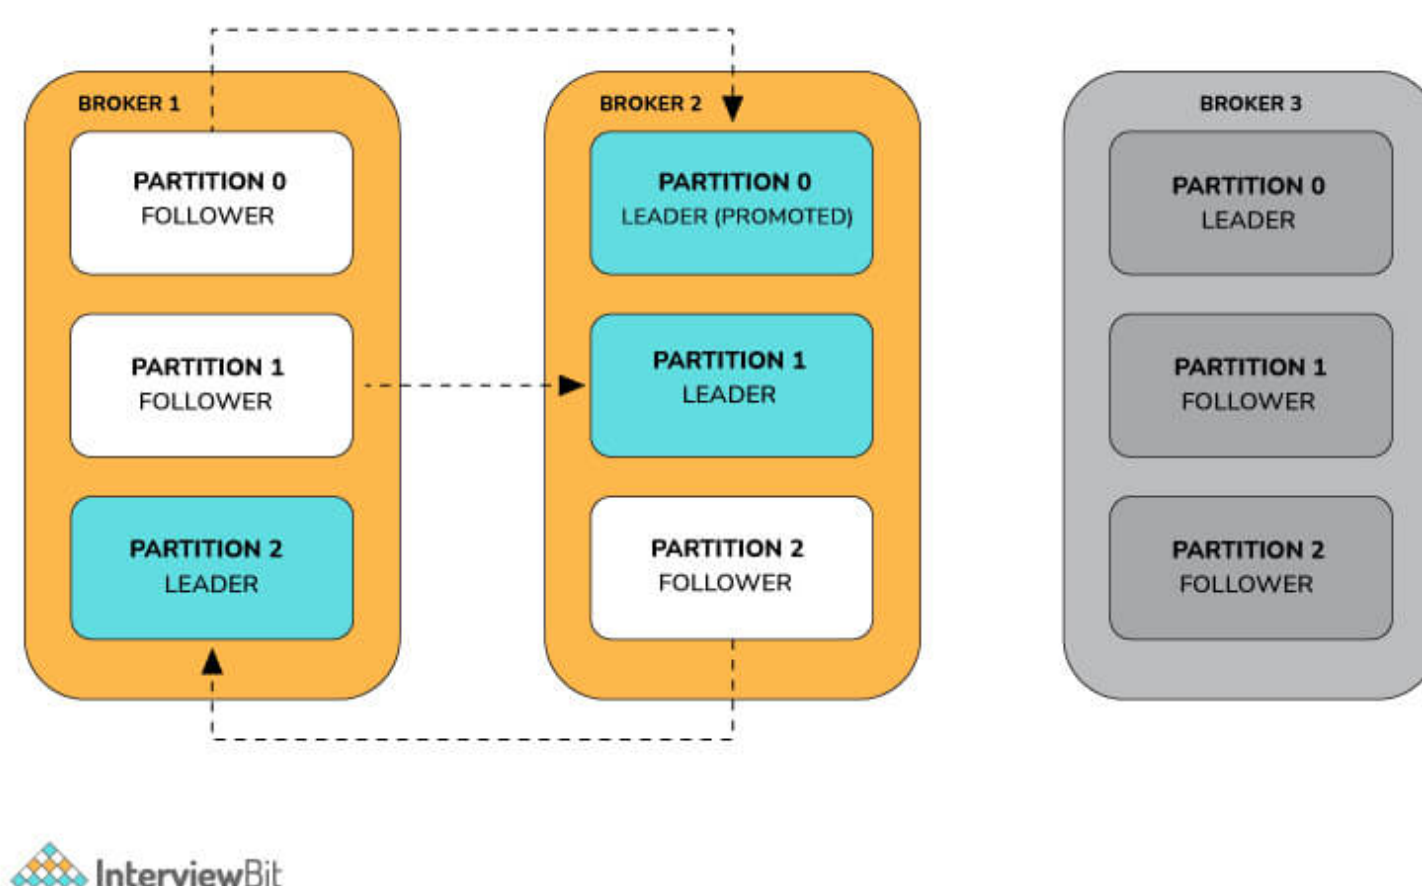 BROKER 1
PARTITION 0
FOLLOWER
PARTITION 1
FOLLOWER
PARTITION 2
LEADER
BROKER 2
PARTITION 0
LEADER (PROMOTED)
PARTITION 1
LEADER
PARTITION 2
FOLLOWER
BROKER 3
PARTITION 0
LEADER
PARTITION 1
FOLLOWER
PARTITION 2
FOLLOWER
InterviewBit